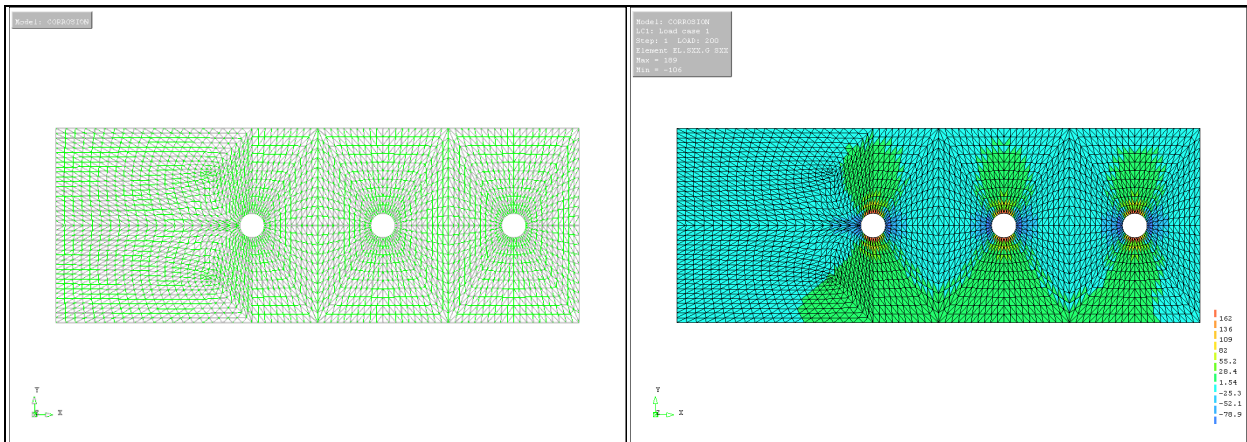 Model: CORROSION
Y
Z X
Model: CORROSION
LC1: Load case 1
Step: 1 LOAD: 200
Element EL.SXX.G SXX
Max = 189
Min = -106
162
136
109
82
55.2
28.4
1.54
-25.3
-52.1
-78.9
Y
Z X